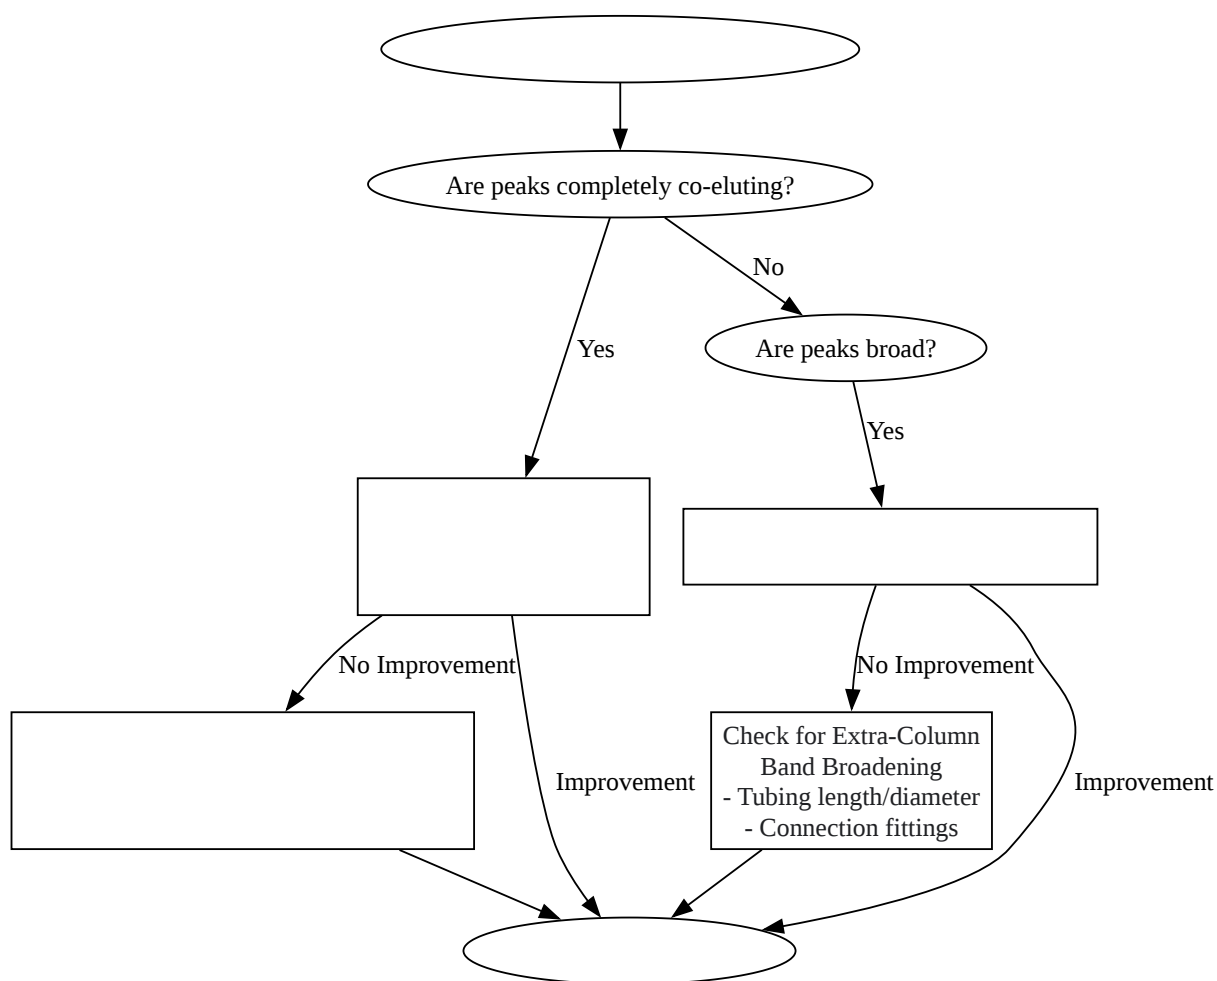 Are peaks completely co-eluting?
No
Yes
Are peaks broad?
Yes
No Improvement
No Improvement
Check for Extra-Column
Band Broadening
- Tubing length/diameter
- Connection fittings
Improvement
Improvement